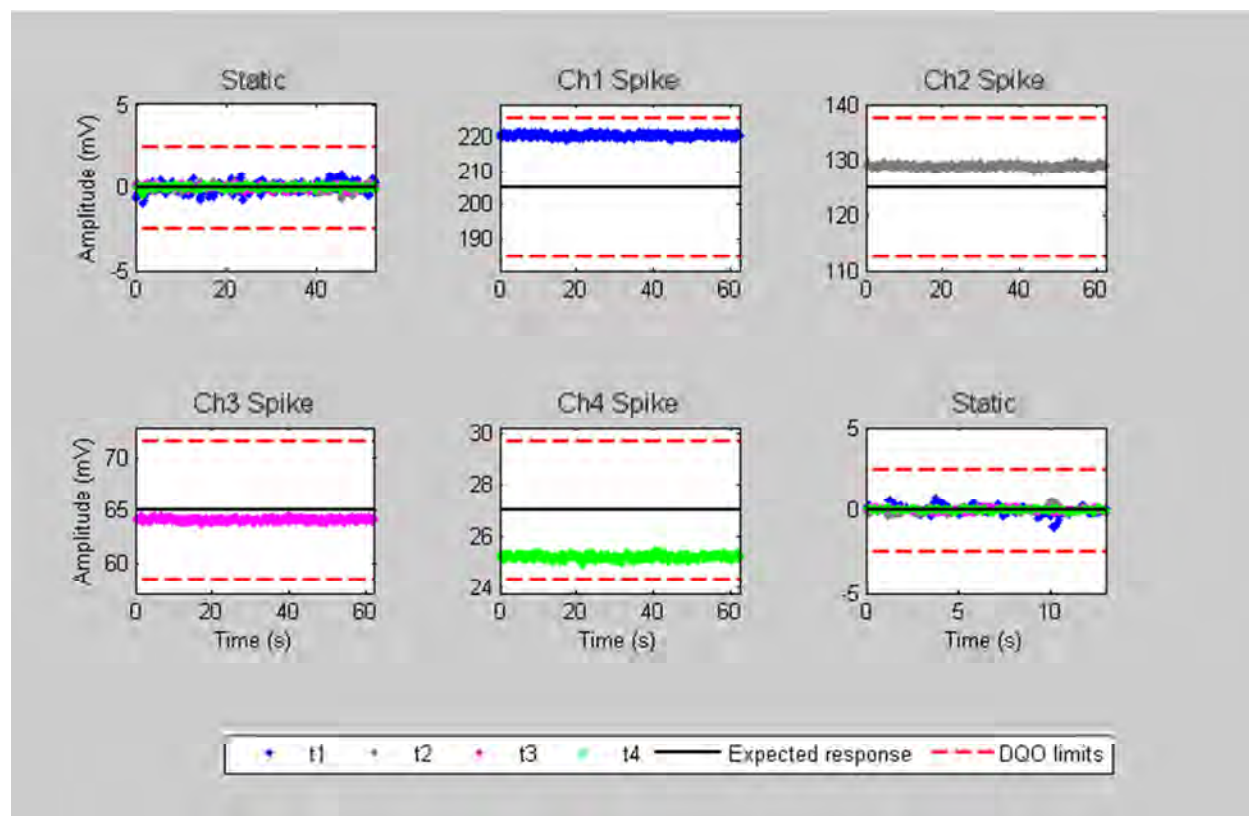 Static
Ch1 Spike
Ch2 Spike
Amplitude (mV)
5
0
-5
0 20 40
220
210
200
190
0 20 40 60
140
130
120
110
0 20 40 60
Ch3 Spike
Ch4 Spike
Static
Amplitude (mV)
70
65
60
0 20 40 60
Time (s)
30
28
26
24
0 20 40 60
Time (s)
5
0
-5
0 5 10
Time (s)
t1 t2 t3 t4 Expected response DQO limits